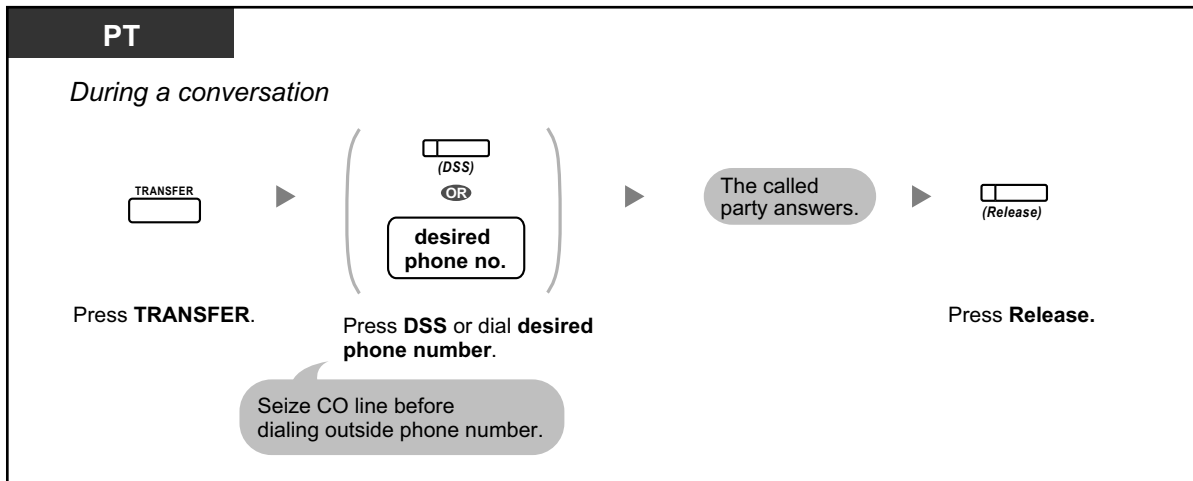 PT
During a conversation
TRANSFER
(DSS)
OR
desired
phone no.
The called
party answers.
(Release)
Press TRANSFER.
Press DSS or dial desired
phone number.
Press Release.
Seize CO line before
dialing outside phone number.